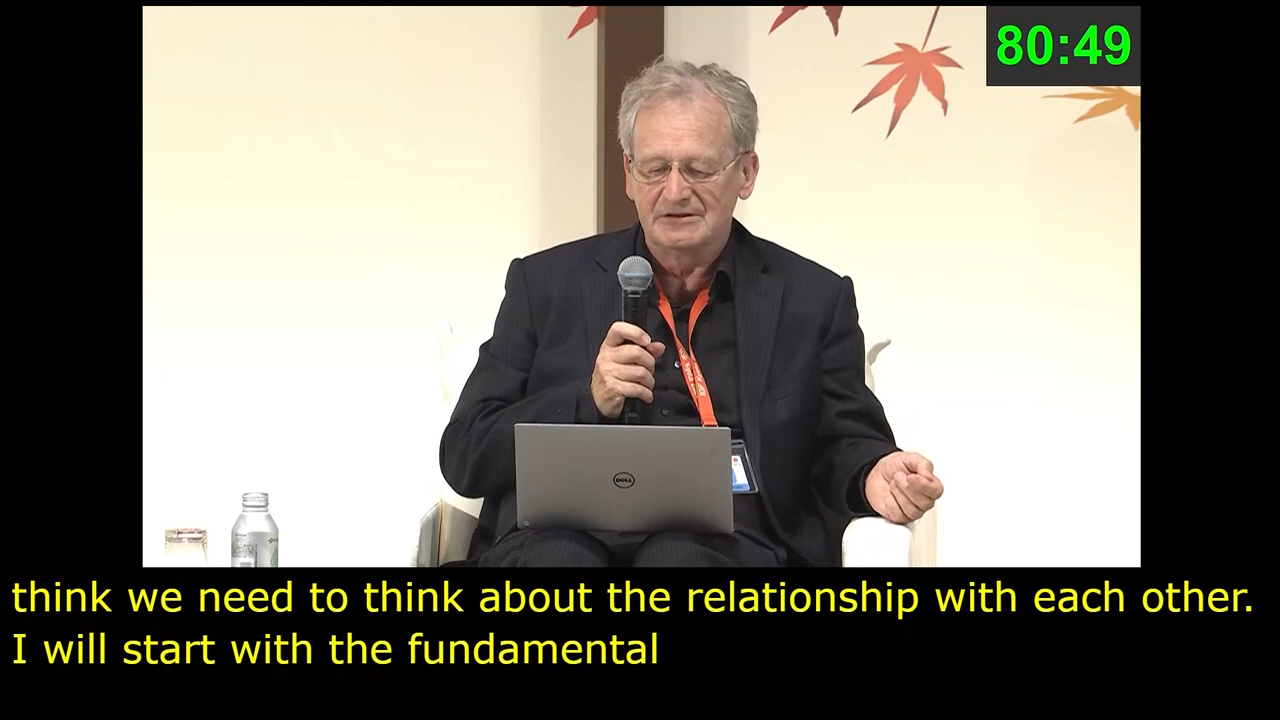 80:49
DELL
think we need to think about the relationship with each other.
I will start with the fundamental